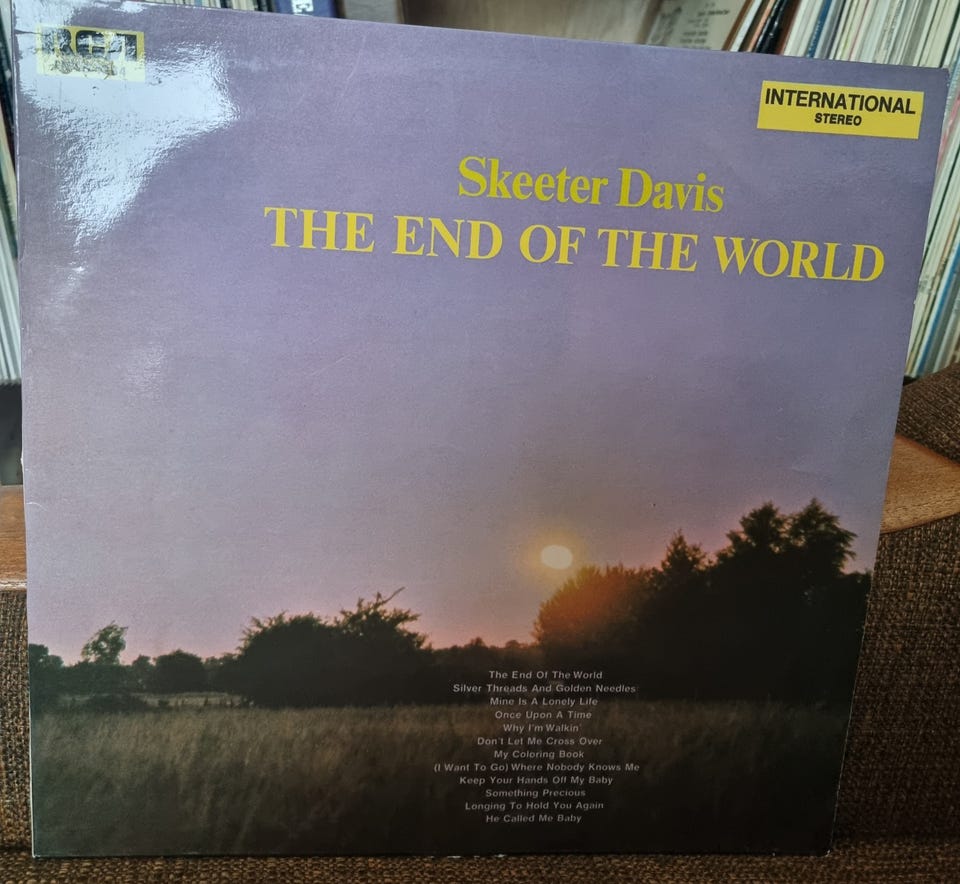 RCA
INTERNATIONAL
STEREO
Skeeter Davis
THE END OF THE WORLD
The End Of The World
Silver Threads And Golden Needles
Mine Is A Lonely Life
Once Upon A Time
Why I'm Walkin'
Don't Let Me Cross Over
My Coloring Book
(I Want To Go) Where Nobody Knows Me
Keep Your Hands Off My Baby
Something Precious
Longing To Hold You Again
He Called Me Baby